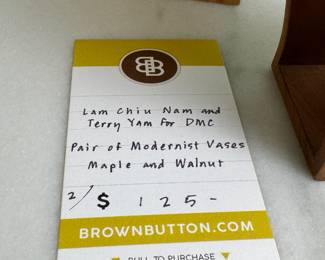 BB
Lam Chiu Nam and
Terry Yam for DMC
Pair of Modernist Vases
Maple and Walnut
2/ $ 125-
BROWNBUTTON.COM
▼ PULL TO PURCHASE ▼